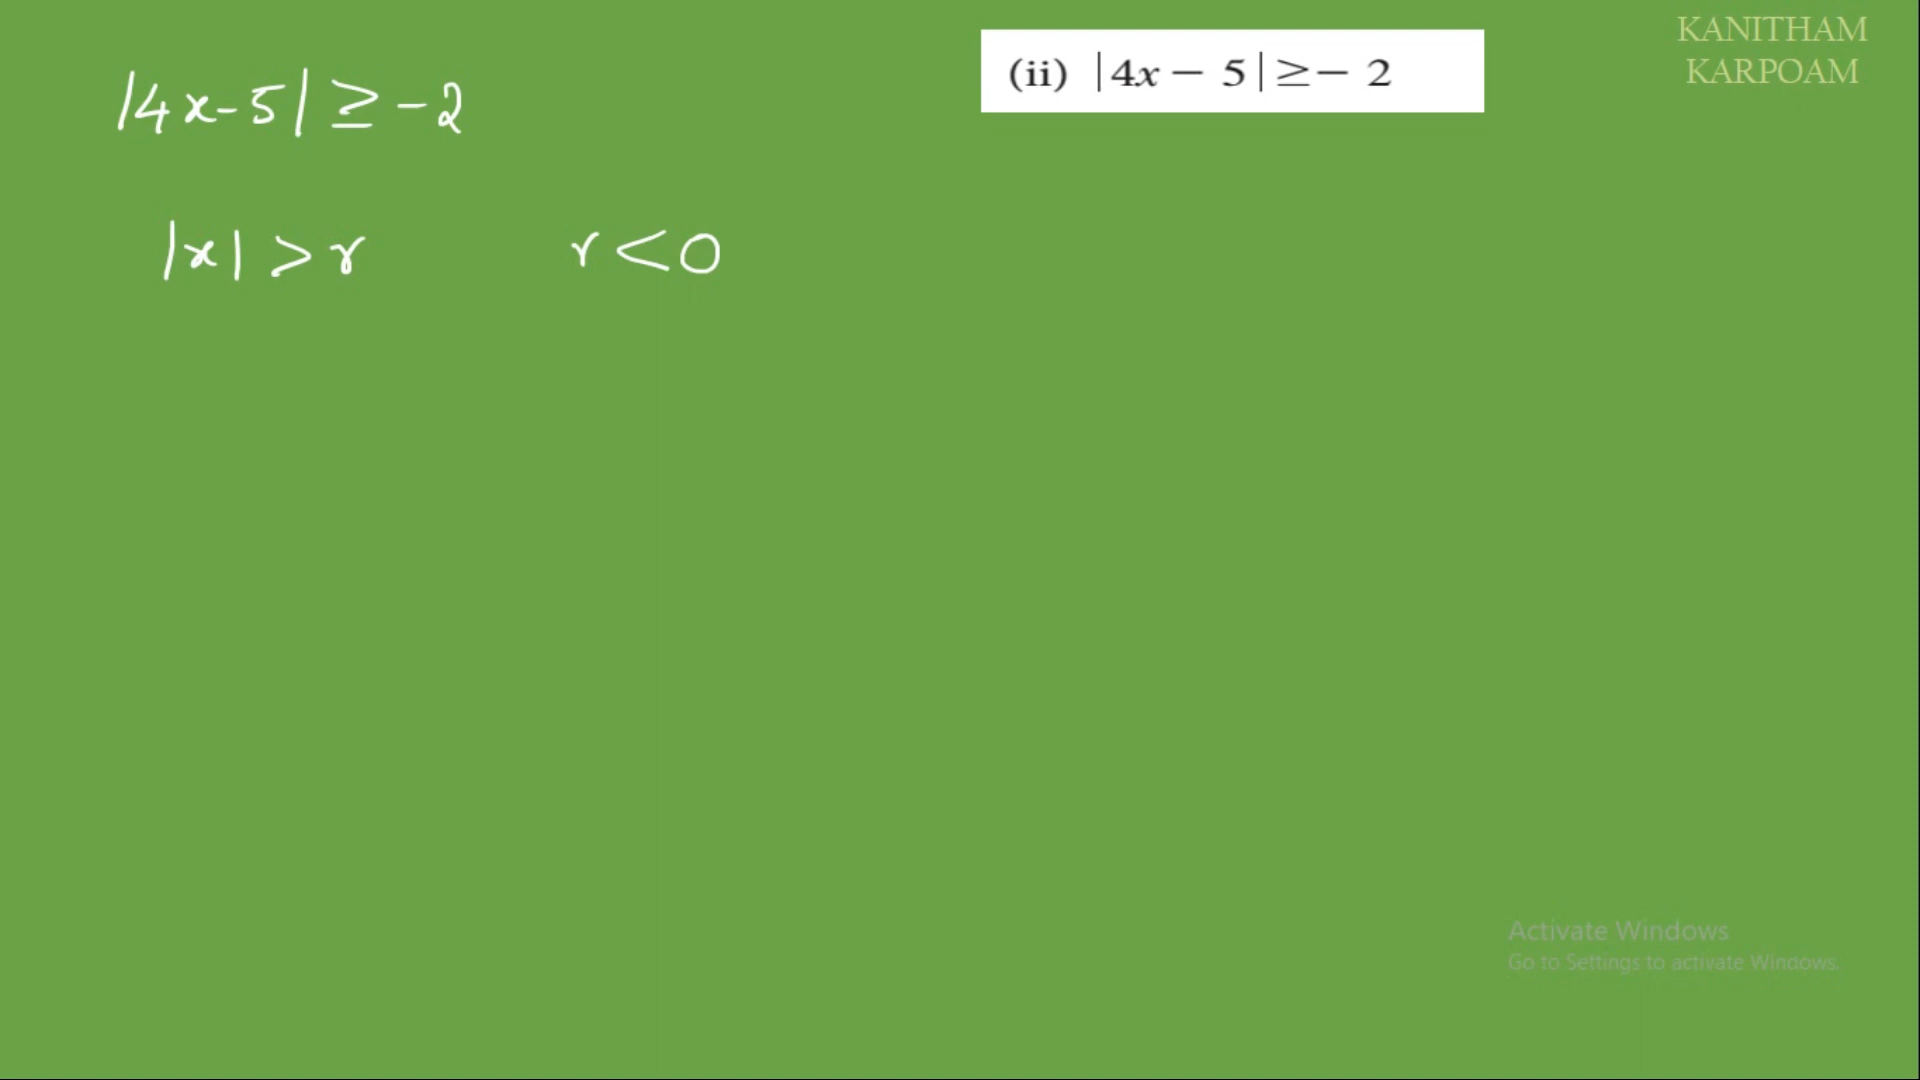 (ii) |4x − 5| ≥ − 2
KANITHAM
KARPOAM
|4x-5| ≥ -2
|x| > r r < 0
Activate Windows
Go to Settings to activate Windows.